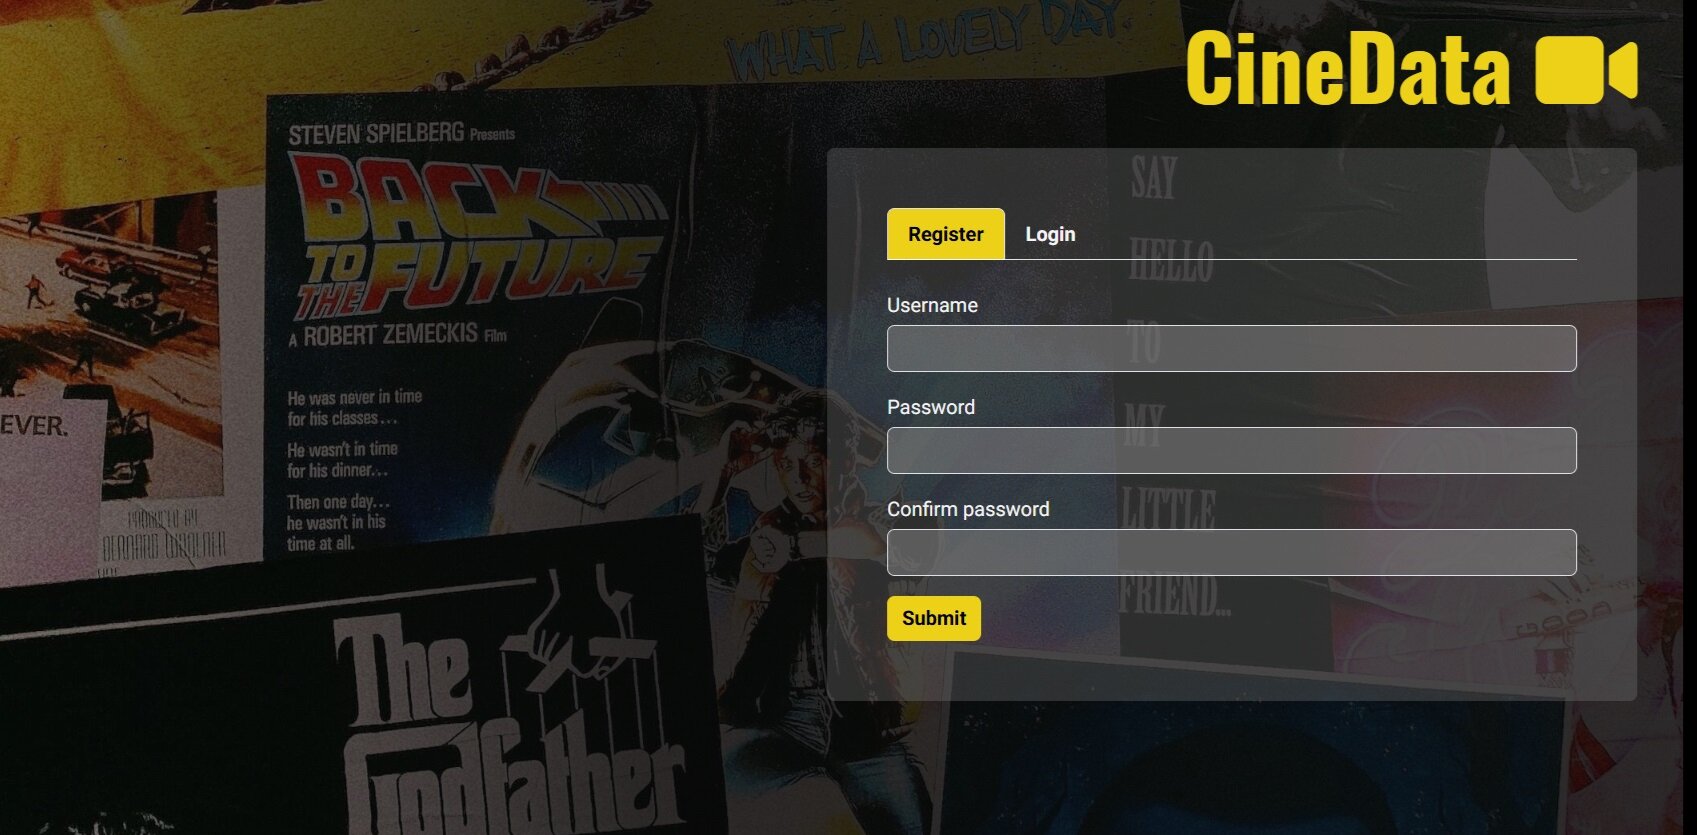 WHAT A LOVELY DAY.
CineData
STEVEN SPIELBERG Presents
BACK
TO
THE FUTURE
A ROBERT ZEMECKIS Film
He was never in time
for his classes...
He wasn't in time
for his dinner...
Then one day...
he wasn't in his
time at all.
EVER.
PRODUCED BY
The
Godfather
SAY
HELLO
TO
MY
LITTLE
FRIEND...
Register
Login
Username
Password
Confirm password
Submit